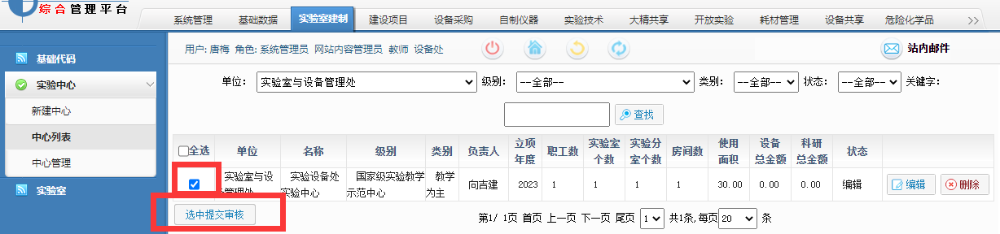 综合管理平台
系统管理 基础数据 实验室建制 建设项目 设备采购 自制仪器 实验技术 大精共享 开放实验 耗材管理 设备共享 危险化学品 >>
用户: 唐梅 角色: 系统管理员 网站内容管理员 教师 设备处 站内邮件
基础代码
实验中心
新建中心
中心列表
中心管理
实验室
单位: 实验室与设备管理处 级别: --全部-- 类别: --全部-- 状态: --全部-- 关键字:
查找
全选 单位 名称 级别 类别 负责人 立项年度 职工数 实验室个数 实验分室个数 房间数 使用面积 设备总金额 科研总金额 状态
实验室与设备管理处 实验设备处实验中心 国家级实验教学示范中心 教学为主 向吉建 2023 1 1 1 1 30.00 0.00 0.00 编辑 编辑 删除
选中提交审核
第1/ 1页 首页 上一页 下一页 尾页 1 共1条,每页 20 条